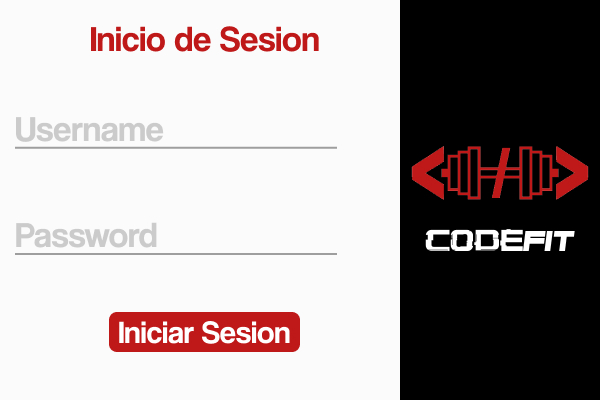 Inicio de Sesion
Username
Password
Iniciar Sesion
CODEFIT